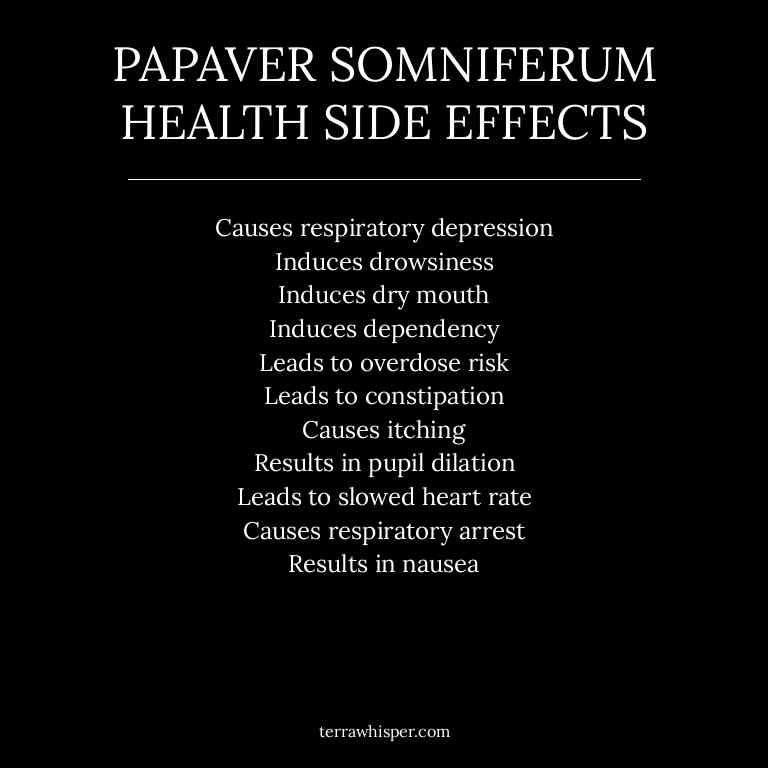 PAPAVER SOMNIFERUM
HEALTH SIDE EFFECTS
Causes respiratory depression
Induces drowsiness
Induces dry mouth
Induces dependency
Leads to overdose risk
Leads to constipation
Causes itching
Results in pupil dilation
Leads to slowed heart rate
Causes respiratory arrest
Results in nausea
terrawhisper.com